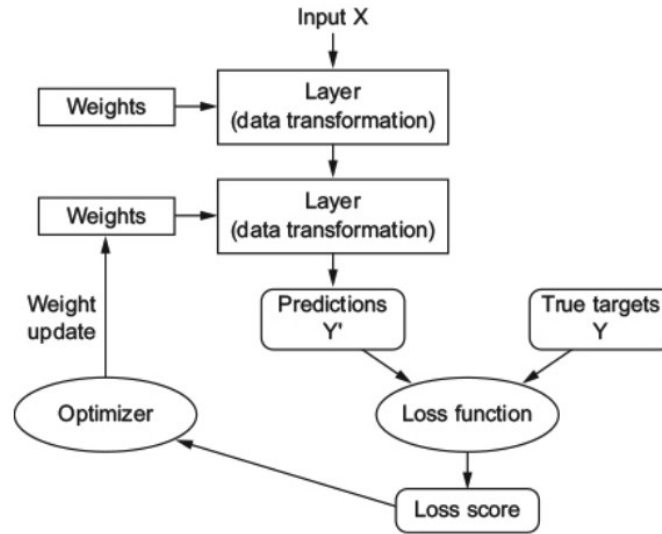 Input X
Layer
(data transformation)
Weights
Layer
(data transformation)
Weights
Weight
update
Predictions
Y'
True targets
Y
Optimizer
Loss function
Loss score